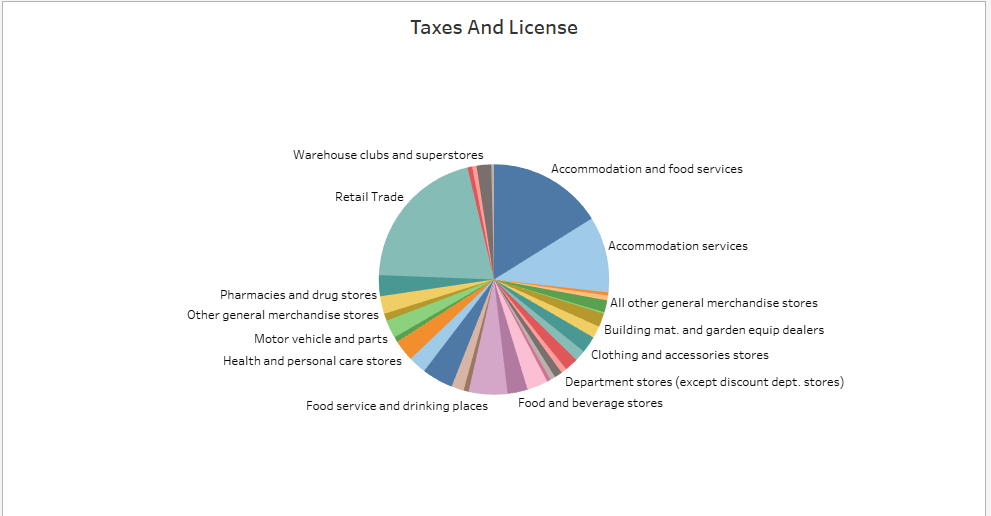 Taxes And License
Warehouse clubs and superstores
Accommodation and food services
Retail Trade
Accommodation services
Pharmacies and drug stores
All other general merchandise stores
Other general merchandise stores
Building mat. and garden equip dealers
Motor vehicle and parts
Clothing and accessories stores
Health and personal care stores
Department stores (except discount dept. stores)
Food service and drinking places
Food and beverage stores